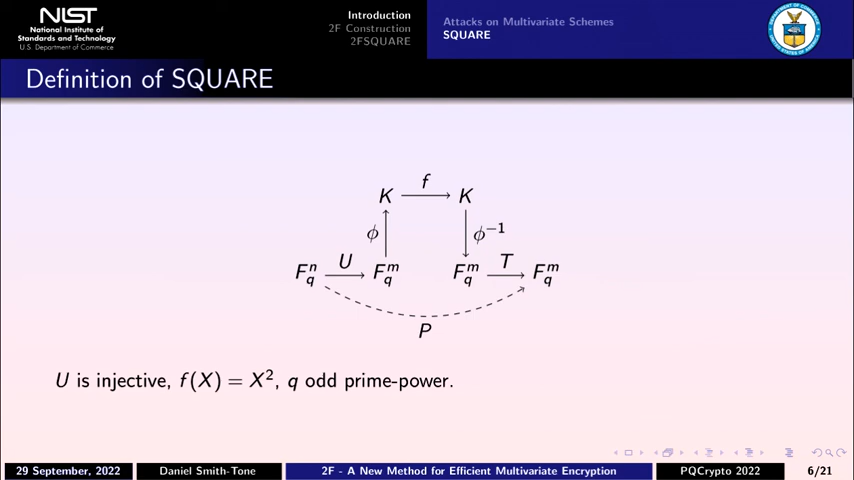 NIST
National Institute of
Standards and Technology
U.S. Department of Commerce
Introduction
2F Construction
2FSQUARE
Attacks on Multivariate Schemes
SQUARE
Definition of SQUARE
K f K
ϕ ϕ⁻¹
F_q^n U F_q^m F_q^m T F_q^m
P
U is injective, f(X) = X², q odd prime-power.
29 September, 2022 Daniel Smith-Tone 2F - A New Method for Efficient Multivariate Encryption PQCrypto 2022 6/21